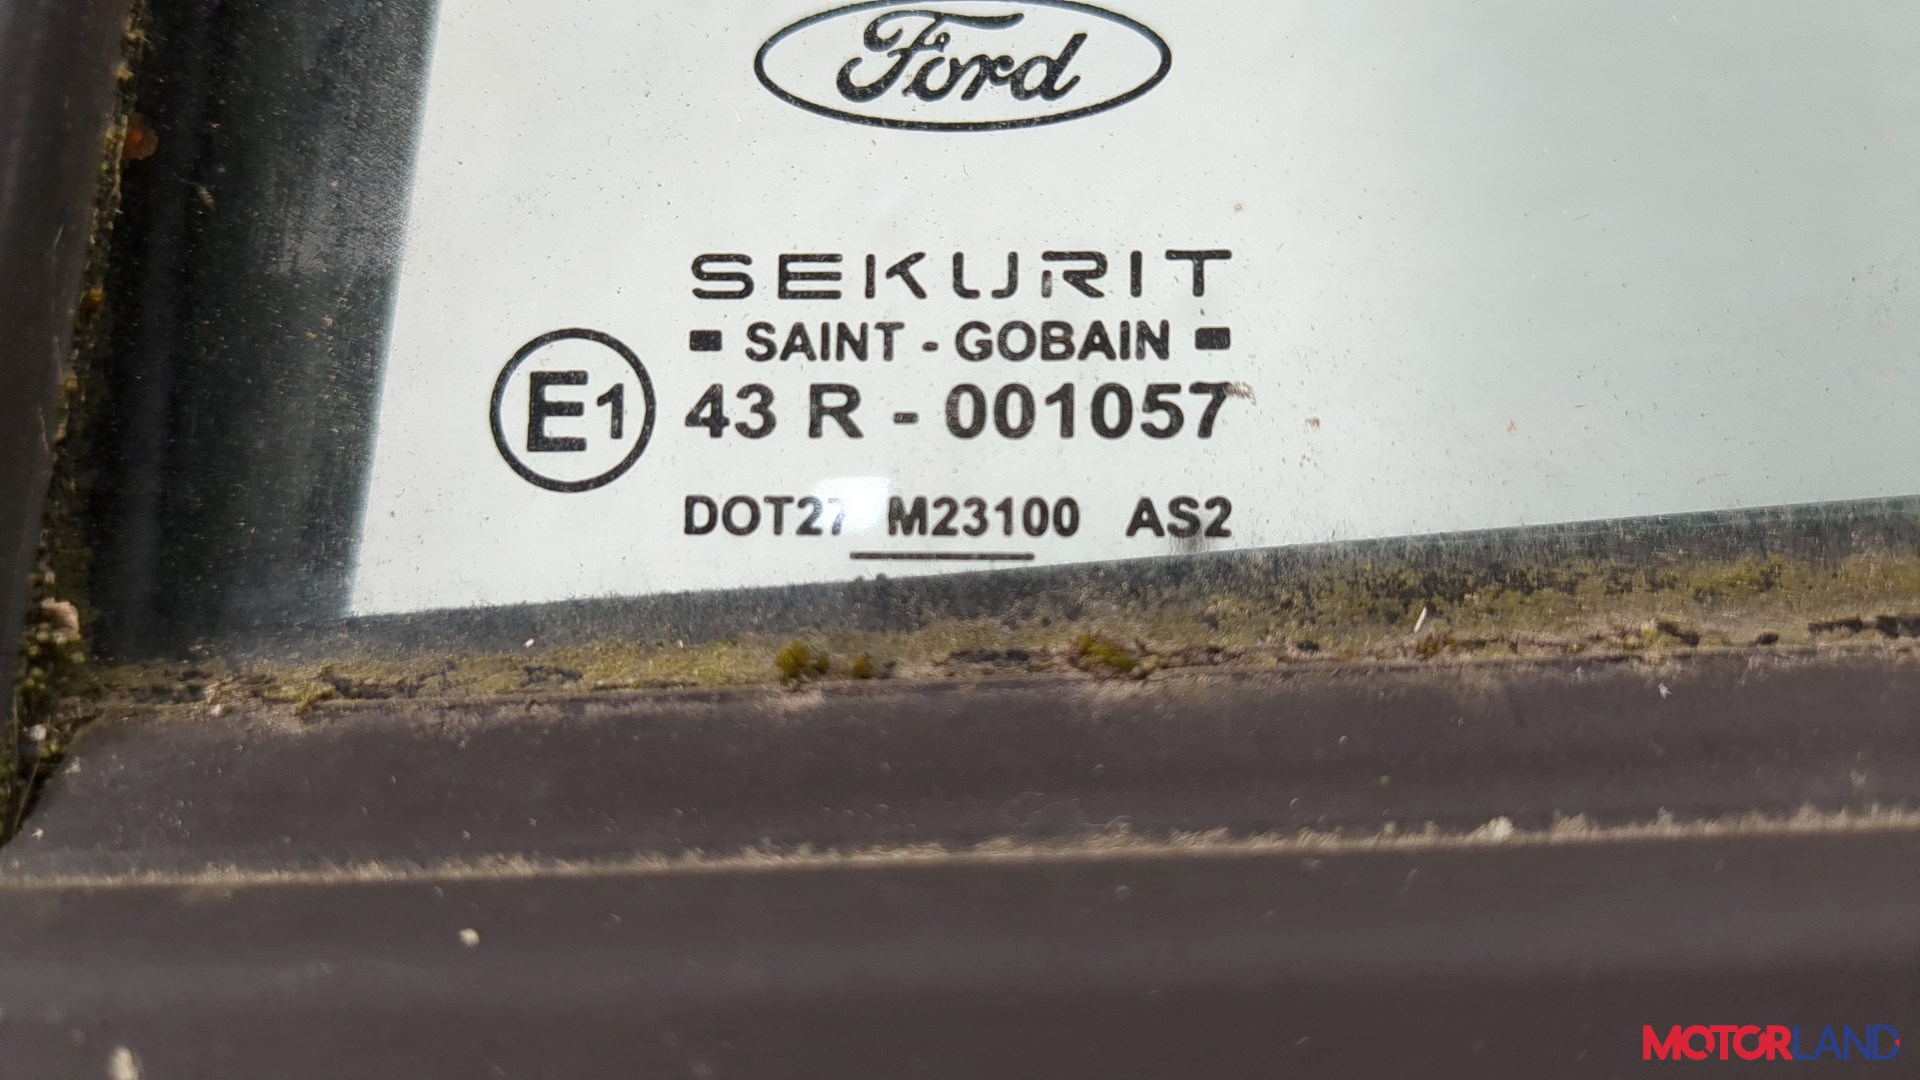 Ford
SEKURIT
SAINT - GOBAIN
E1 43 R - 001057
DOT27 M23100 AS2
MOTORLAND